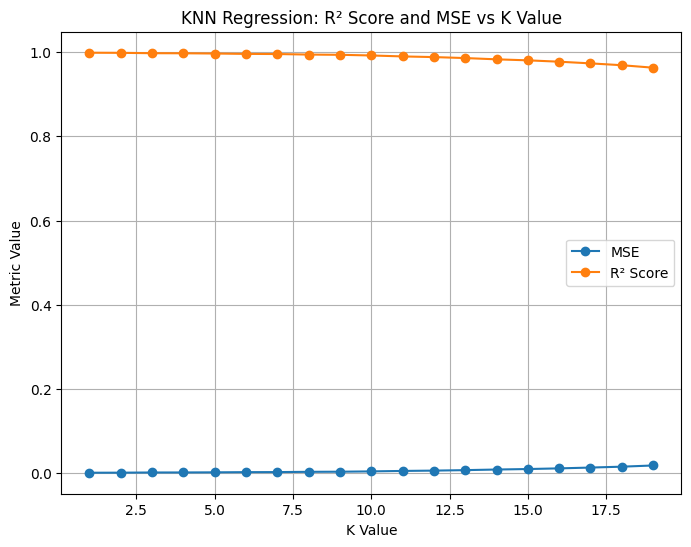 KNN Regression: R² Score and MSE vs K Value
1.0
0.8
0.6
0.4
0.2
0.0
Metric Value
MSE
R² Score
2.5 5.0 7.5 10.0 12.5 15.0 17.5
K Value